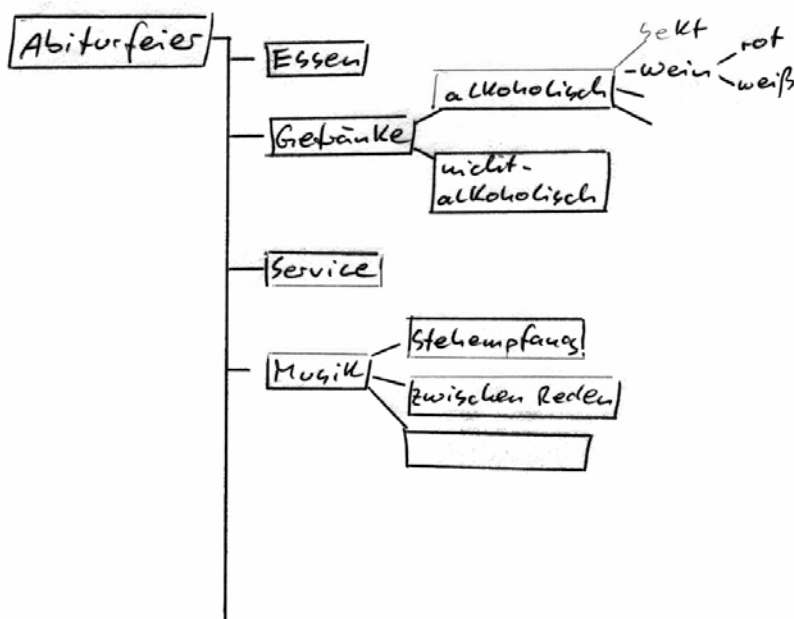 Abiturfeier
Essen
Sekt
Wein
rot
weiß
alkoholisch
Getränke
nicht-
alkoholisch
Service
Stehempfang
Musik
zwischen Reden